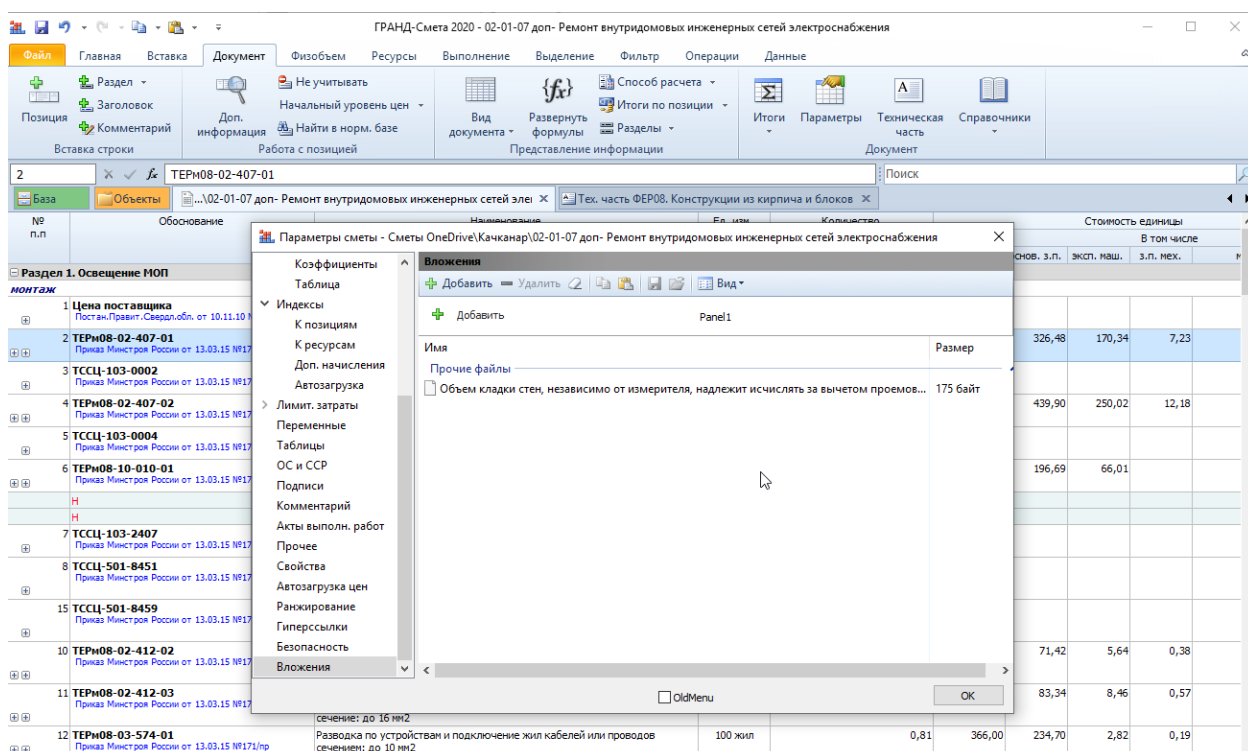 ГРАНД-Смета 2020 - 02-01-07 доп- Ремонт внутридомовых инженерных сетей электроснабжения
Файл Главная Вставка Документ Физобъем Ресурсы Выполнение Выделение Фильтр Операции Данные
Позиция
Раздел
Заголовок
Комментарий
Вставка строки
Доп. информация
Не учитывать
Начальный уровень цен
Найти в норм. базе
Работа с позицией
Вид документа
Развернуть формулы
Способ расчета
Итоги по позиции
Разделы
Представление информации
Итоги
Параметры
Техническая часть
Справочники
Документ
2 fx ТЕРм08-02-407-01 Поиск
База Объекты ...\02-01-07 доп- Ремонт внутридомовых инженерных сетей элек Тех. часть ФЕР08. Конструкции из кирпича и блоков
№ п.п Обоснование Наименование Ед. изм. Количество Стоимость единицы
В том числе
снов. з.п. эксп. маш. з.п. мех.
Раздел 1. Освещение МОП
монтаж
1 Цена поставщика
Постан.Правит.Свердл.обл. от 10.11.10
2 ТЕРм08-02-407-01 326,48 170,34 7,23
Приказ Минстроя России от 13.03.15 №17
3 ТССЦ-103-0002
Приказ Минстроя России от 13.03.15 №17
4 ТЕРм08-02-407-02 439,90 250,02 12,18
Приказ Минстроя России от 13.03.15 №17
5 ТССЦ-103-0004
Приказ Минстроя России от 13.03.15 №17
6 ТЕРм08-10-010-01 196,69 66,01
Приказ Минстроя России от 13.03.15 №17
Н
Н
7 ТССЦ-103-2407
Приказ Минстроя России от 13.03.15 №17
8 ТССЦ-501-8451
Приказ Минстроя России от 13.03.15 №17
15 ТССЦ-501-8459
Приказ Минстроя России от 13.03.15 №17
10 ТЕРм08-02-412-02 71,42 5,64 0,38
Приказ Минстроя России от 13.03.15 №17
11 ТЕРм08-02-412-03 83,34 8,46 0,57
Приказ Минстроя России от 13.03.15 №17
сечение: до 16 мм2
12 ТЕРм08-03-574-01 Разводка по устройствам и подключение жил кабелей или проводов 100 жил 0,81 366,00 234,70 2,82 0,19
Приказ Минстроя России от 13.03.15 №171/пр сечением: до 10 мм2
Параметры сметы - Сметы OneDrive\Качканар\02-01-07 доп- Ремонт внутридомовых инженерных сетей электроснабжения
Коэффициенты
Таблица
Индексы
К позициям
К ресурсам
Доп. начисления
Автозагрузка
Лимит. затраты
Переменные
Таблицы
ОС и ССР
Подписи
Комментарий
Акты выполн. работ
Прочее
Свойства
Автозагрузка цен
Ранжирование
Гиперссылки
Безопасность
Вложения
Вложения
Добавить Удалить Вид
Добавить Panel1
Имя Размер
Прочие файлы
Объем кладки стен, независимо от измерителя, надлежит исчислять за вычетом проемов... 175 байт
OldMenu OK